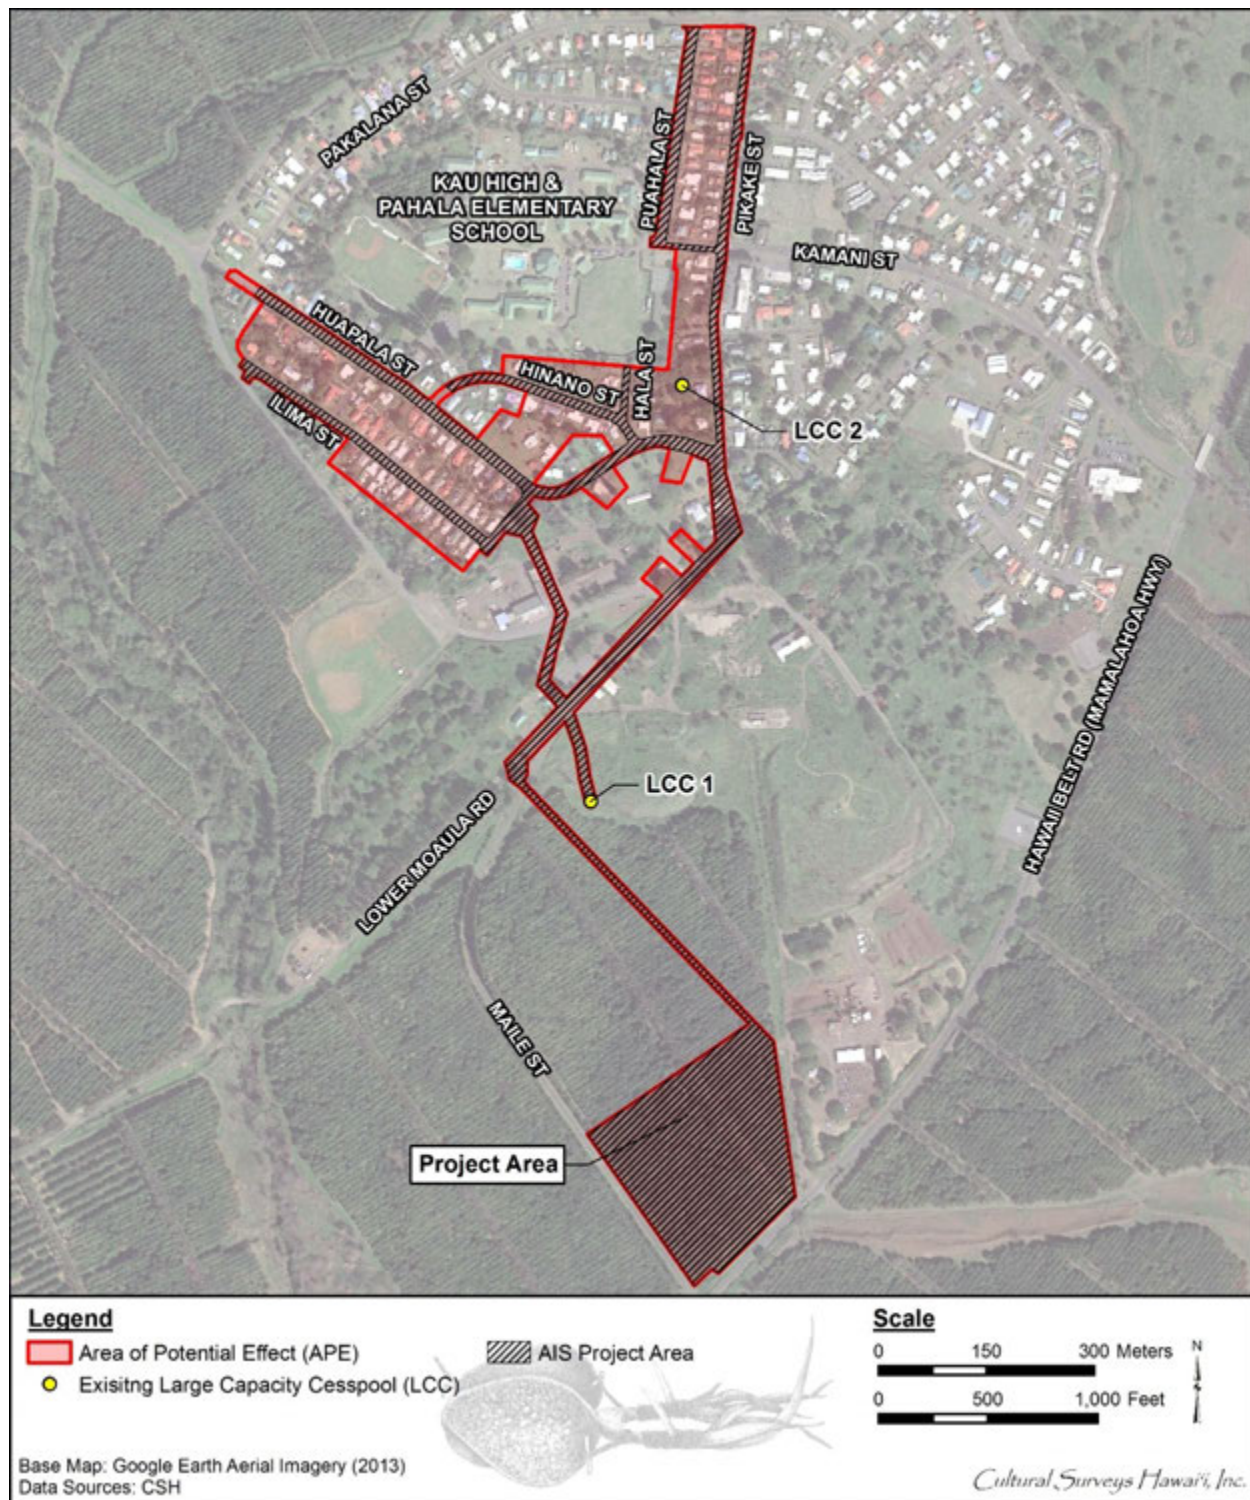 PAKALANA ST
KAU HIGH &
PAHALA ELEMENTARY
SCHOOL
PUAHALA ST
PIKAKE ST
KAMANI ST
HUAPALA ST
HINANO ST
HALA ST
ILIMA ST
LCC 2
HAWAII BELT RD (MAMALAHOA HWY)
LCC 1
LOWER MOAULA RD
MAILE ST
Project Area
Legend
Area of Potential Effect (APE)
AIS Project Area
Exisitng Large Capacity Cesspool (LCC)
Scale
0 150 300 Meters
0 500 1,000 Feet
N
Base Map: Google Earth Aerial Imagery (2013)
Data Sources: CSH
Cultural Surveys Hawai'i, Inc.